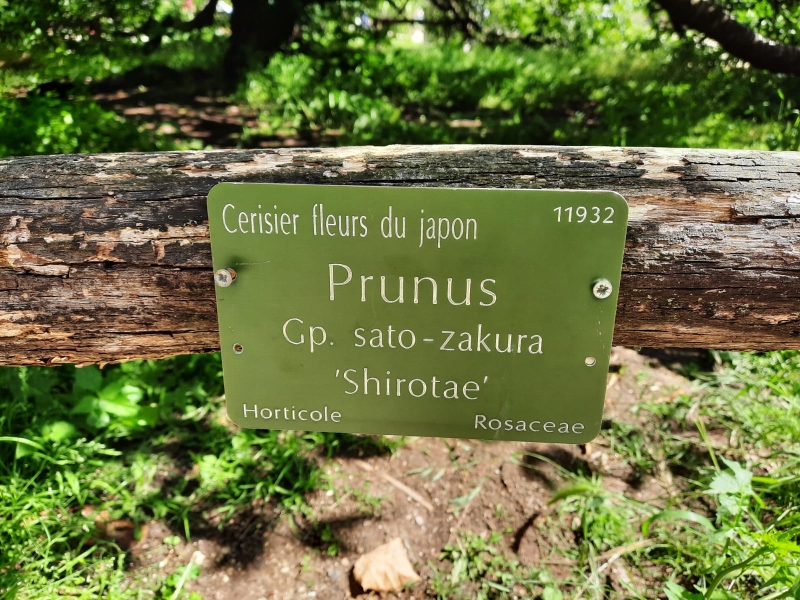 Cerisier fleurs du japon 11932
Prunus
Gp. sato-zakura
'Shirotae'
Horticole Rosaceae